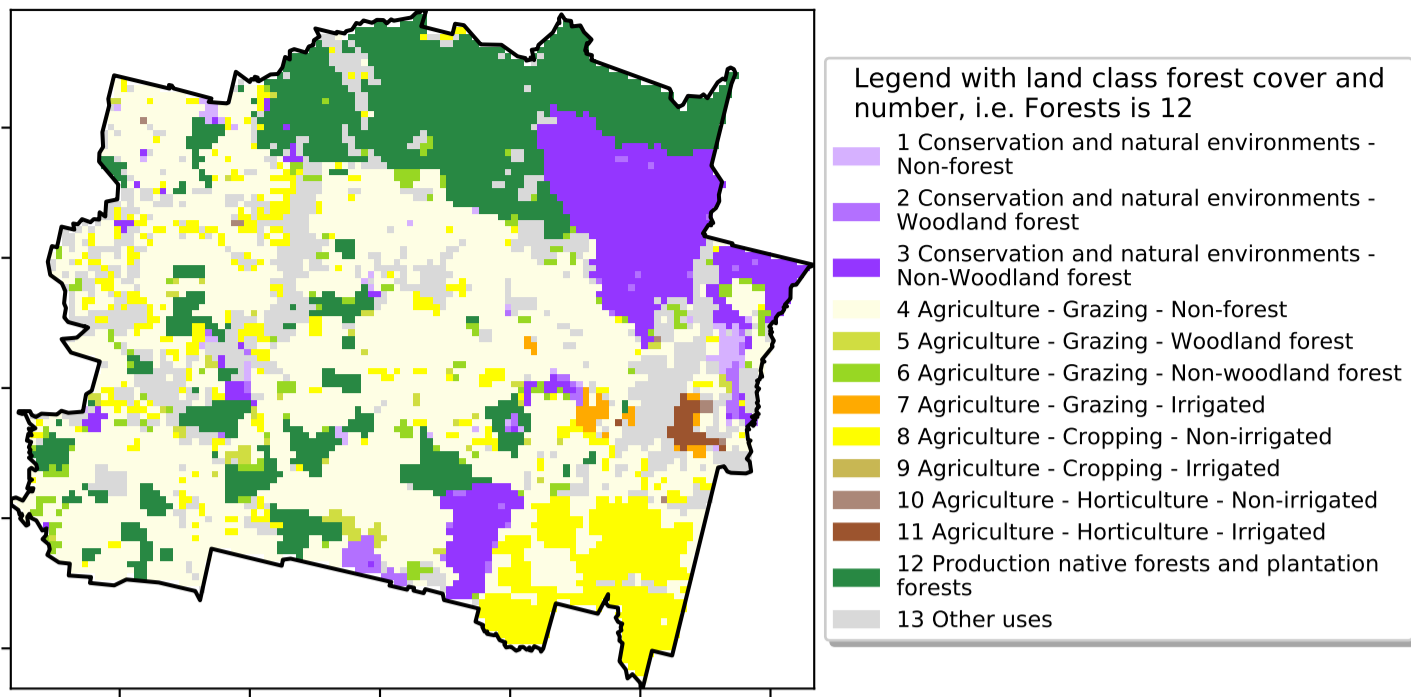 Legend with land class forest cover and
number, i.e. Forests is 12
1 Conservation and natural environments -
Non-forest
2 Conservation and natural environments -
Woodland forest
3 Conservation and natural environments -
Non-Woodland forest
4 Agriculture - Grazing - Non-forest
5 Agriculture - Grazing - Woodland forest
6 Agriculture - Grazing - Non-woodland forest
7 Agriculture - Grazing - Irrigated
8 Agriculture - Cropping - Non-irrigated
9 Agriculture - Cropping - Irrigated
10 Agriculture - Horticulture - Non-irrigated
11 Agriculture - Horticulture - Irrigated
12 Production native forests and plantation
forests
13 Other uses